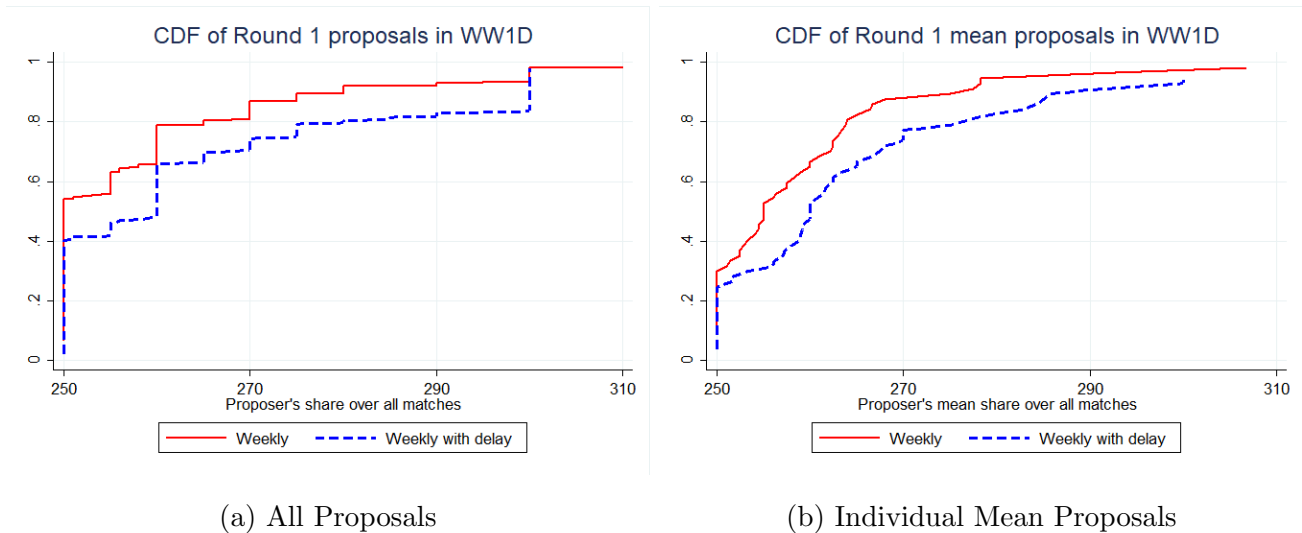 CDF of Round 1 proposals in WW1D
1
.8
.6
.4
.2
0
250
270
290
310
Proposer's share over all matches
Weekly
Weekly with delay
(a) All Proposals
CDF of Round 1 mean proposals in WW1D
1
.8
.6
.4
.2
0
250
270
290
310
Proposer's mean share over all matches
Weekly
Weekly with delay
(b) Individual Mean Proposals